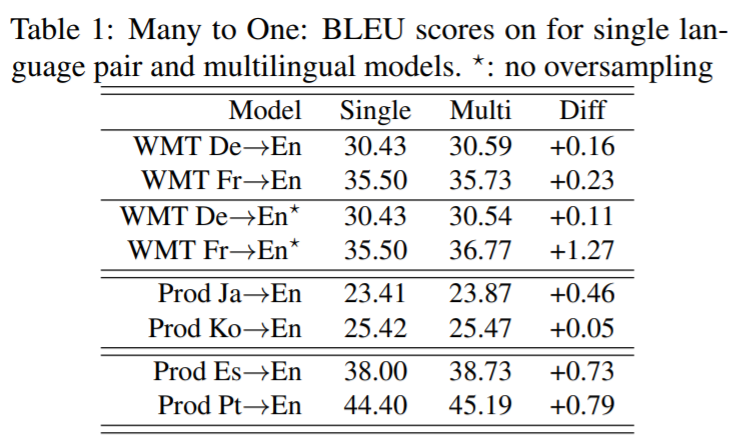 Table 1: Many to One: BLEU scores on for single lan-
guage pair and multilingual models. *: no oversampling
Model Single Multi Diff
WMT De→En 30.43 30.59 +0.16
WMT Fr→En 35.50 35.73 +0.23
WMT De→En* 30.43 30.54 +0.11
WMT Fr→En* 35.50 36.77 +1.27
Prod Ja→En 23.41 23.87 +0.46
Prod Ko→En 25.42 25.47 +0.05
Prod Es→En 38.00 38.73 +0.73
Prod Pt→En 44.40 45.19 +0.79